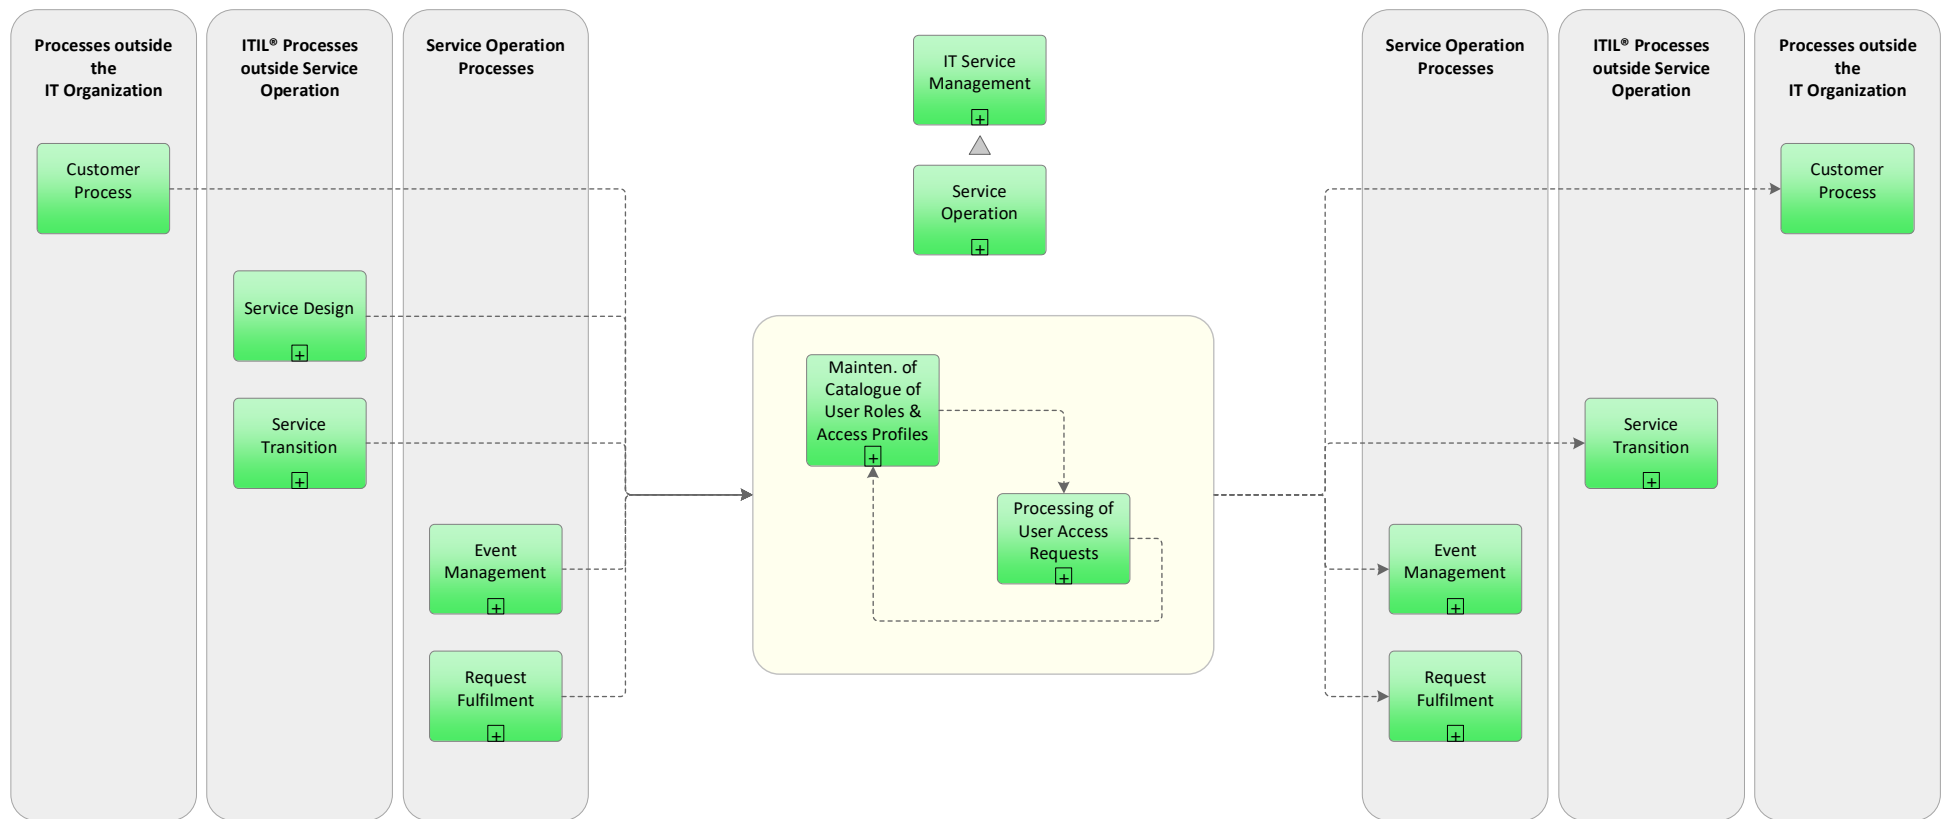 Processes outside
the
IT Organization
ITIL® Processes
outside Service
Operation
Service Operation
Processes
Customer
Process
Service Design
Service
Transition
Event
Management
Request
Fulfilment
IT Service
Management
Service
Operation
Mainten. of
Catalogue of
User Roles &
Access Profiles
Processing of
User Access
Requests
Service Operation
Processes
ITIL® Processes
outside Service
Operation
Processes outside
the
IT Organization
Customer
Process
Service
Transition
Event
Management
Request
Fulfilment